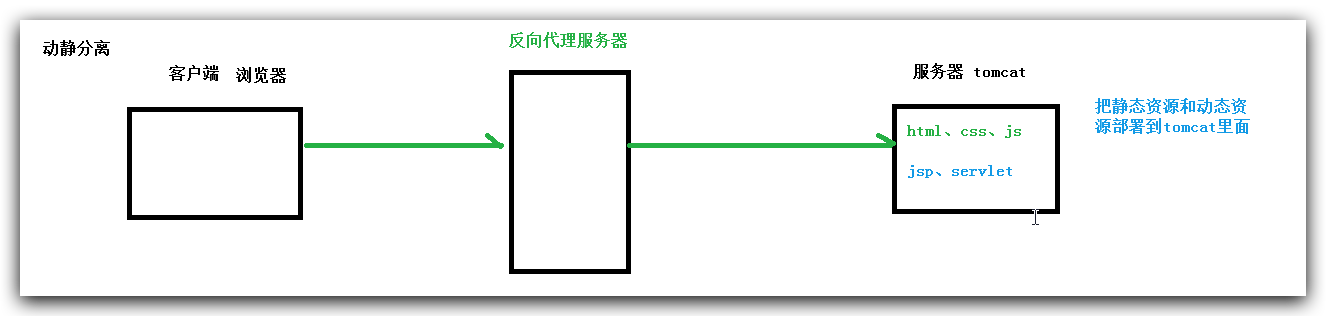 动静分离
客户端 浏览器
反向代理服务器
服务器 tomcat
html、css、js
jsp、servlet
把静态资源和动态资
源部署到tomcat里面